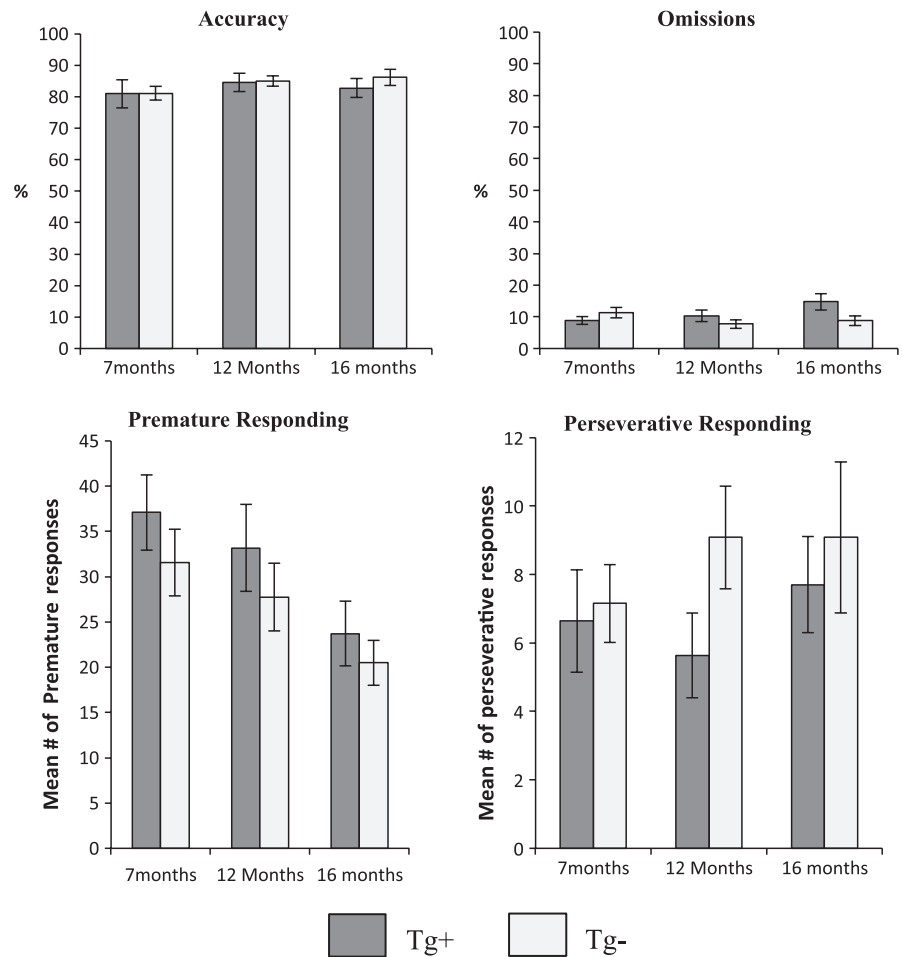 Accuracy
100
90
80
70
60
%
50
40
30
20
10
0
7months
12 Months
16 months
Omissions
100
90
80
70
60
%
50
40
30
20
10
0
7months
12 Months
16 months
Premature Responding
Mean # of Premature responses
45
40
35
30
25
20
15
10
5
0
7months
12 Months
16 months
Perseverative Responding
Mean # of perseverative responses
12
10
8
6
4
2
0
7months
12 Months
16 months
Tg+
Tg-